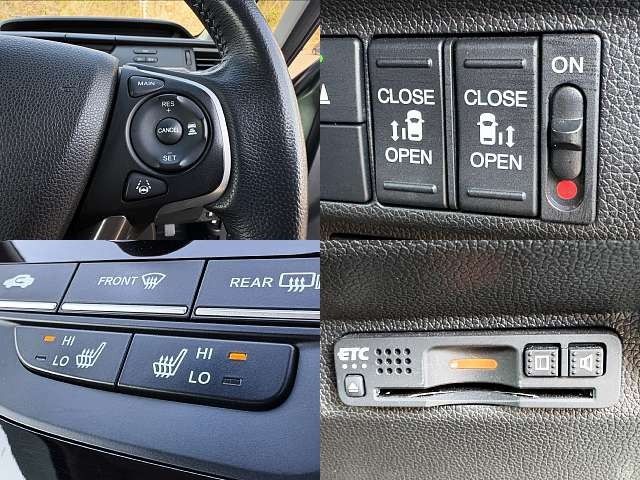 MAIN
RES
+
CANCEL
-
SET
CLOSE
OPEN
CLOSE
OPEN
ON
FRONT
REAR
HI
LO
HI
LO
ETC